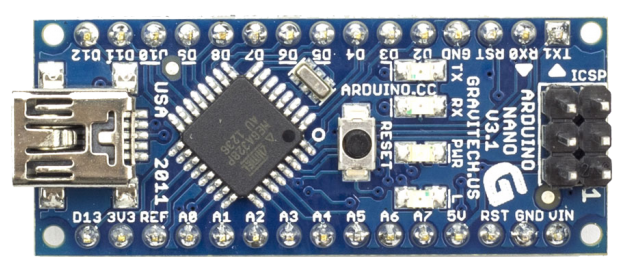 D12 D11 D10 D9 D8 D7 D6 D5 D4 D3 D2 GND RST RX0 TX1
TX
RX
PWR
L
ARDUINO.CC
RESET
USA
2011
ICSP
1
ARDUINO
NANO
V3.1
GRAVITECH.US
G
D13 3V3 REF A0 A1 A2 A3 A4 A5 A6 A7 5V RST GND VIN